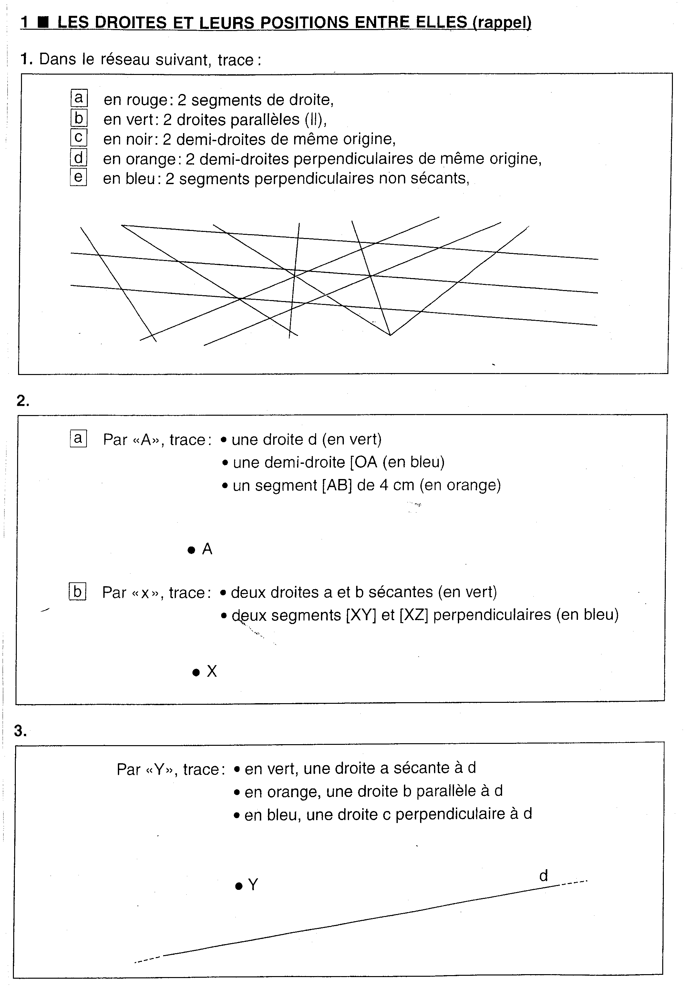 1 ■ LES DROITES ET LEURS POSITIONS ENTRE ELLES (rappel)
1. Dans le réseau suivant, trace :
a en rouge : 2 segments de droite,
b en vert : 2 droites parallèles (II),
c en noir : 2 demi-droites de même origine,
d en orange : 2 demi-droites perpendiculaires de même origine,
e en bleu : 2 segments perpendiculaires non sécants,
2.
a Par «A», trace : • une droite d (en vert)
• une demi-droite [OA (en bleu)
• un segment [AB] de 4 cm (en orange)
• A
b Par «x», trace : • deux droites a et b sécantes (en vert)
• deux segments [XY] et [XZ] perpendiculaires (en bleu)
• X
3.
Par «Y», trace : • en vert, une droite a sécante à d
• en orange, une droite b parallèle à d
• en bleu, une droite c perpendiculaire à d
d
• Y